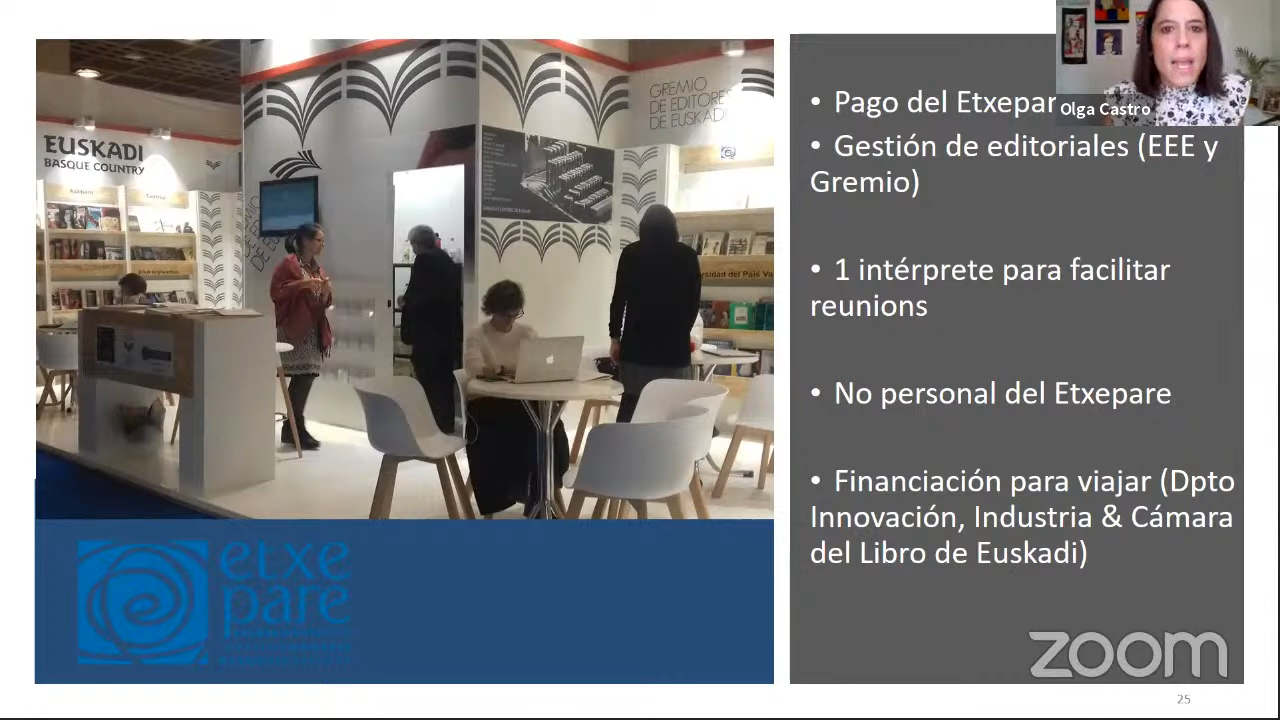 EUSKADI
BASQUE COUNTRY
GREMIO
DE EDITORES
DE EUSKADI
etxe
pare
• Pago del Etxepar
Olga Castro
• Gestión de editoriales (EEE y
Gremio)
• 1 intérprete para facilitar
reunions
• No personal del Etxepare
• Financiación para viajar (Dpto
Innovación, Industria & Cámara
del Libro de Euskadi)
zoom
25